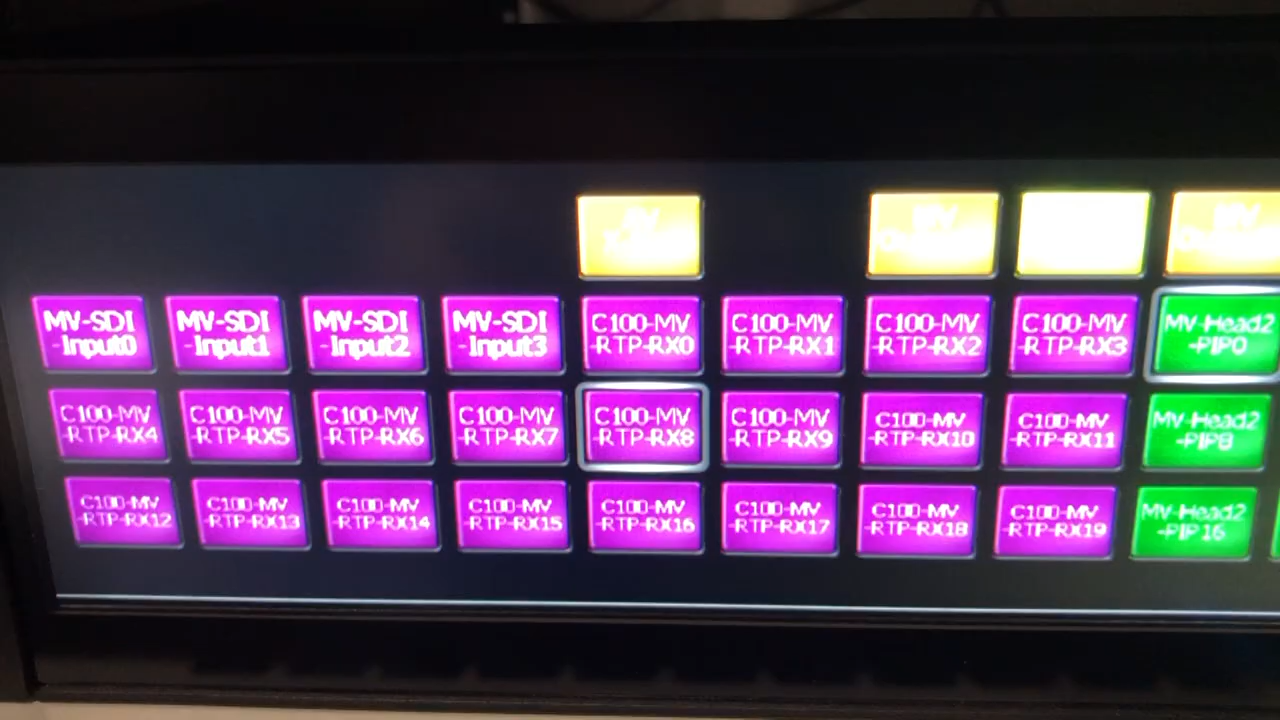 MV-SDI
-Input0
MV-SDI
-Input1
MV-SDI
-Input2
MV-SDI
-Input3
C100-MV
-RTP-RX0
C100-MV
-RTP-RX1
C100-MV
-RTP-RX2
C100-MV
-RTP-RX3
MV-Head2
-PIP0
C100-MV
-RTP-RX4
C100-MV
-RTP-RX5
C100-MV
-RTP-RX6
C100-MV
-RTP-RX7
C100-MV
-RTP-RX8
C100-MV
-RTP-RX9
C100-MV
-RTP-RX10
C100-MV
-RTP-RX11
MV-Head2
-PIP8
C100-MV
-RTP-RX12
C100-MV
-RTP-RX13
C100-MV
-RTP-RX14
C100-MV
-RTP-RX15
C100-MV
-RTP-RX16
C100-MV
-RTP-RX17
C100-MV
-RTP-RX18
C100-MV
-RTP-RX19
MV-Head2
-PIP16